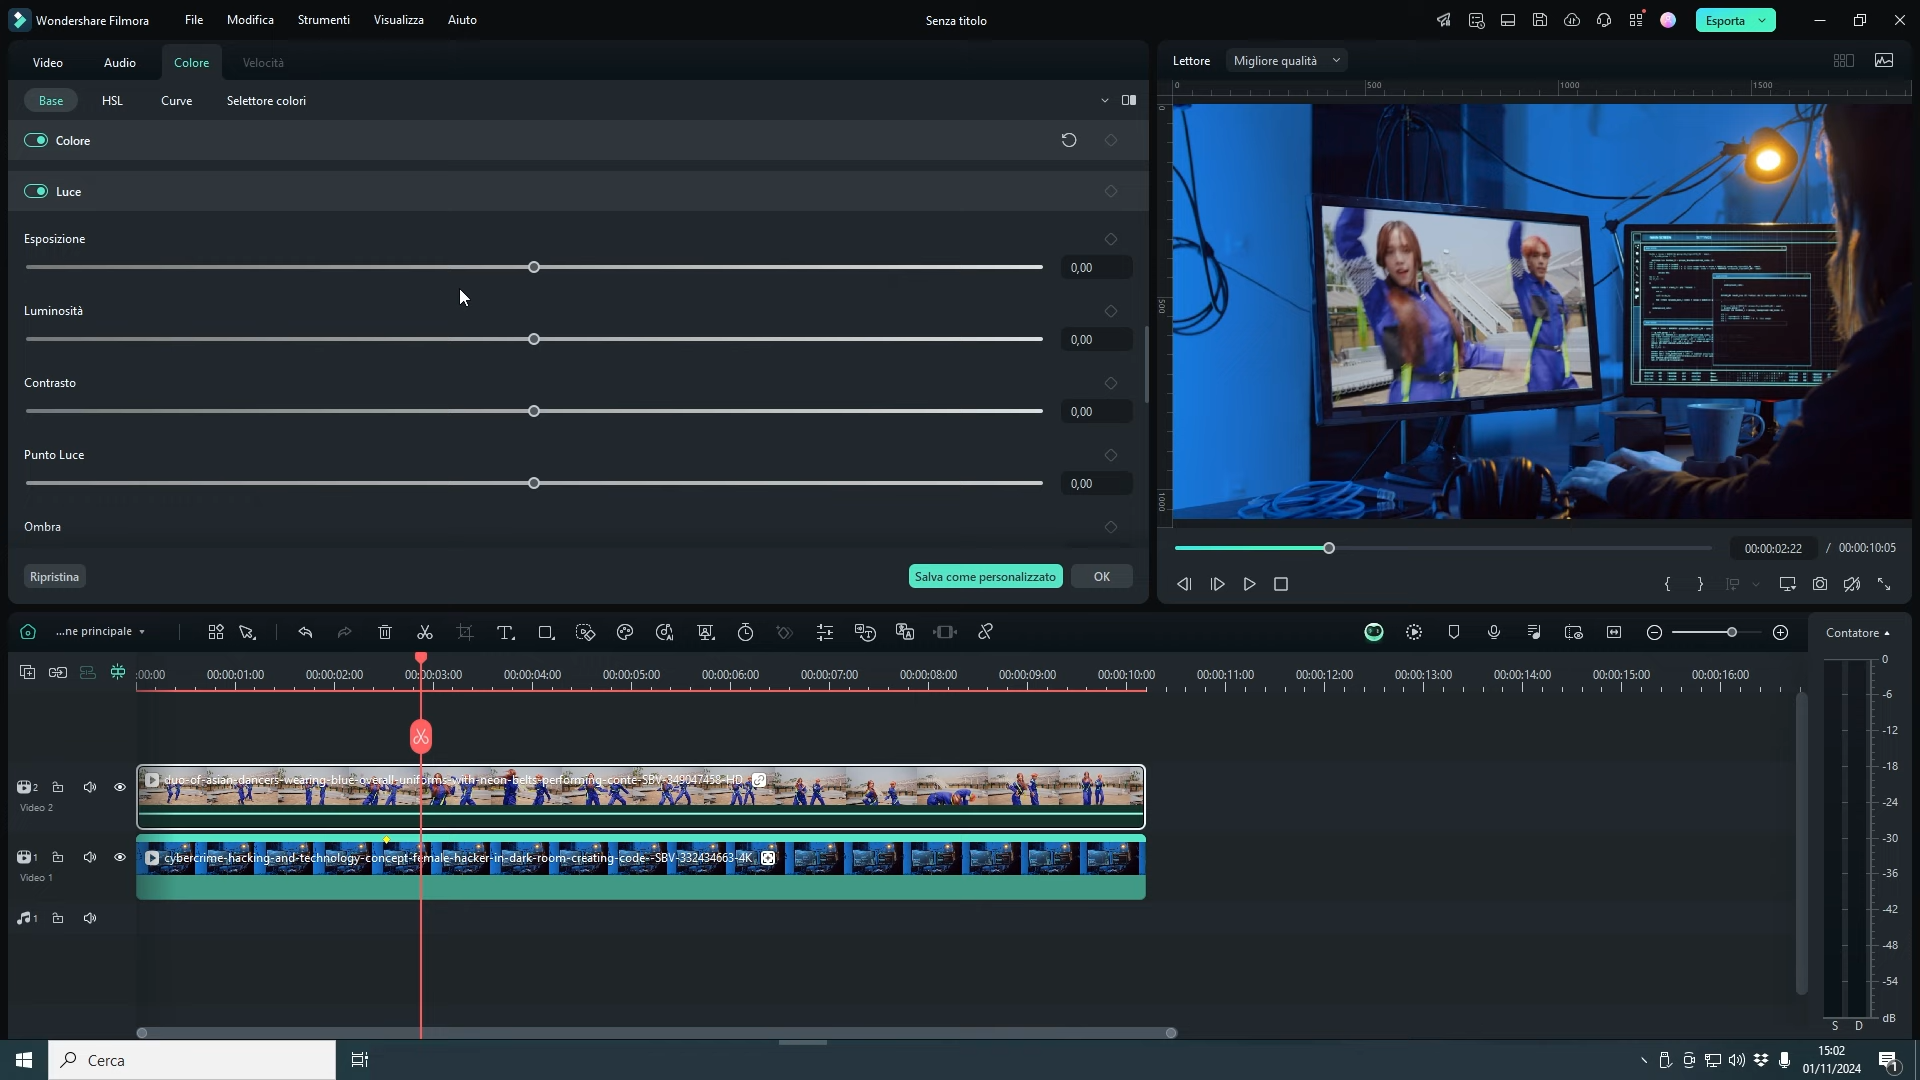 Wondershare Filmora
File
Modifica
Strumenti
Visualizza
Aiuto
Senza titolo
Esporta
Video
Audio
Colore
Velocità
Lettore
Migliore qualità
Base
HSL
Curve
Selettore colori
0
500
1000
1500
Colore
Luce
Esposizione
0,00
Luminosità
0,00
Contrasto
0,00
Punto Luce
0,00
Ombra
0
500
1000
Ripristina
Salva come personalizzato
OK
00:00:02:22 / 00:00:10:05
...ne principale
Contatore
:00:00
00:00:01:00
00:00:02:00
00:00:03:00
00:00:04:00
00:00:05:00
00:00:06:00
00:00:07:00
00:00:08:00
00:00:09:00
00:00:10:00
00:00:11:00
00:00:12:00
00:00:13:00
00:00:14:00
00:00:15:00
00:00:16:00
2
Video 2
duo-of-asian-dancers-wearing-blue-overall-uniforms-with-neon-belts-performing-conte-SBV-349047458-HD
1
Video 1
cybercrime-hacking-and-technology-concept-female-hacker-in-dark-room-creating-code--SBV-332434663-4K
1
0
-6
-12
-18
-24
-30
-36
-42
-48
-54
dB
S D
Cerca
15:02
01/11/2024
1